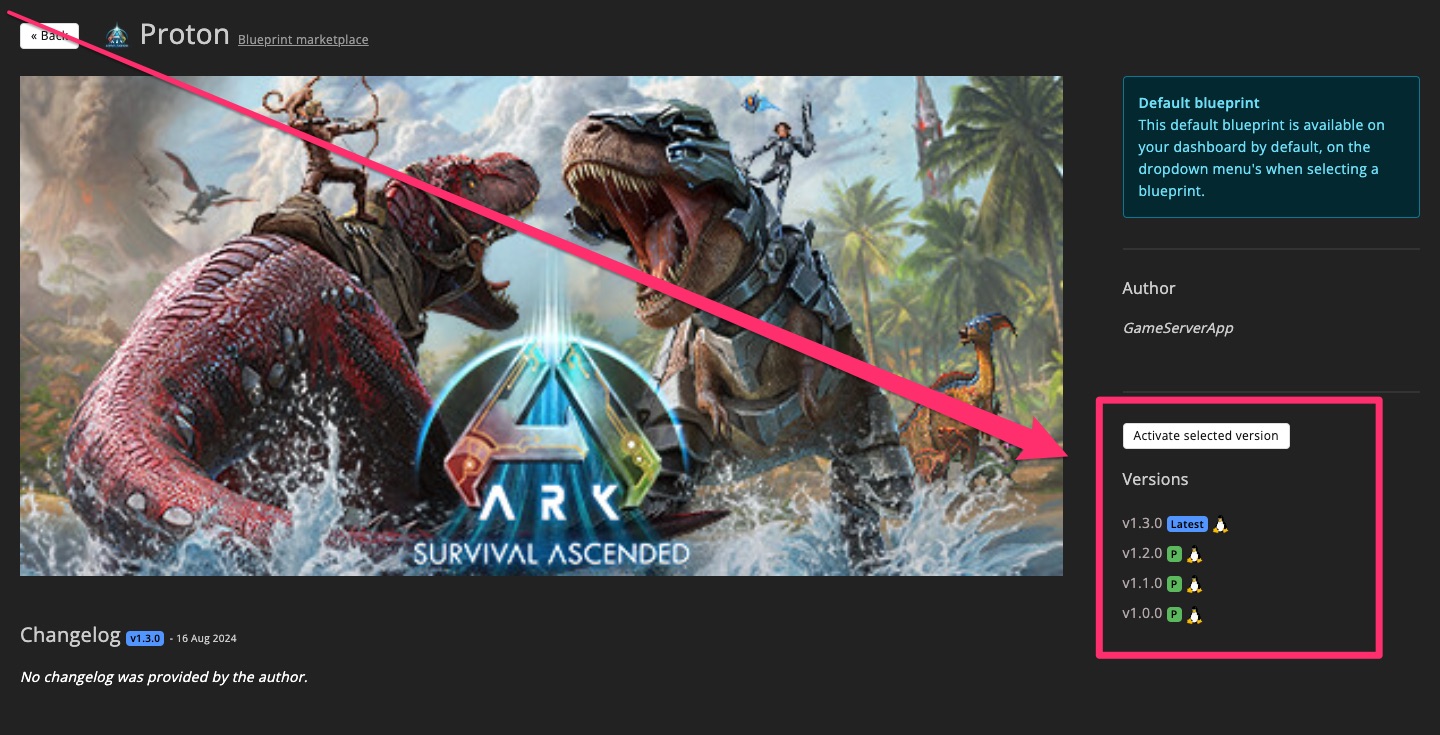 « Back
Proton Blueprint marketplace
ARK
SURVIVAL ASCENDED
Default blueprint
This default blueprint is available on
your dashboard by default, on the
dropdown menu's when selecting a
blueprint.
Author
GameServerApp
Activate selected version
Versions
v1.3.0 Latest
v1.2.0 P
v1.1.0 P
v1.0.0 P
Changelog v1.3.0 - 16 Aug 2024
No changelog was provided by the author.